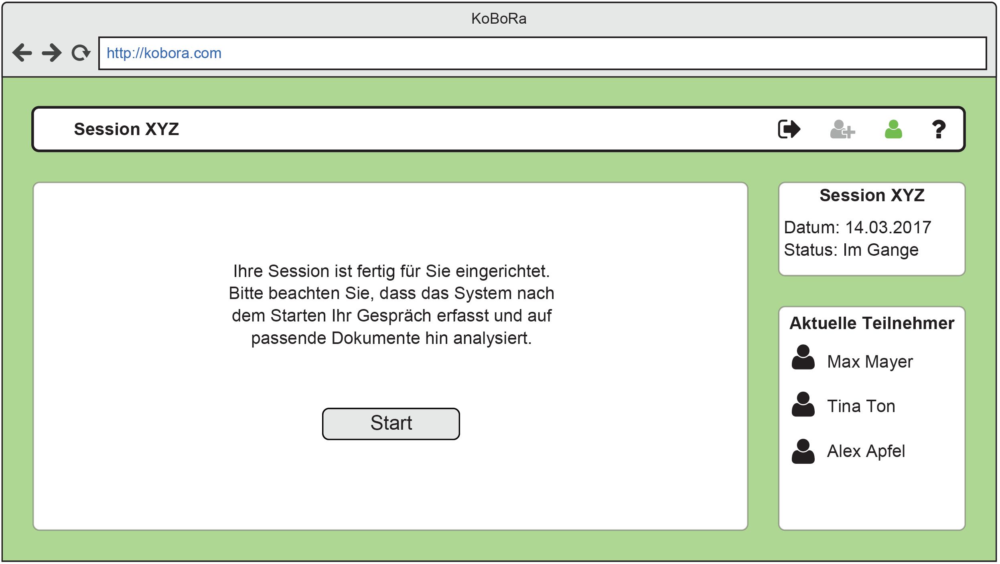 KoBoRa
http://kobora.com
Session XYZ
?
Ihre Session ist fertig für Sie eingerichtet.
Bitte beachten Sie, dass das System nach
dem Starten Ihr Gespräch erfasst und auf
passende Dokumente hin analysiert.
Start
Session XYZ
Datum: 14.03.2017
Status: Im Gange
Aktuelle Teilnehmer
Max Mayer
Tina Ton
Alex Apfel